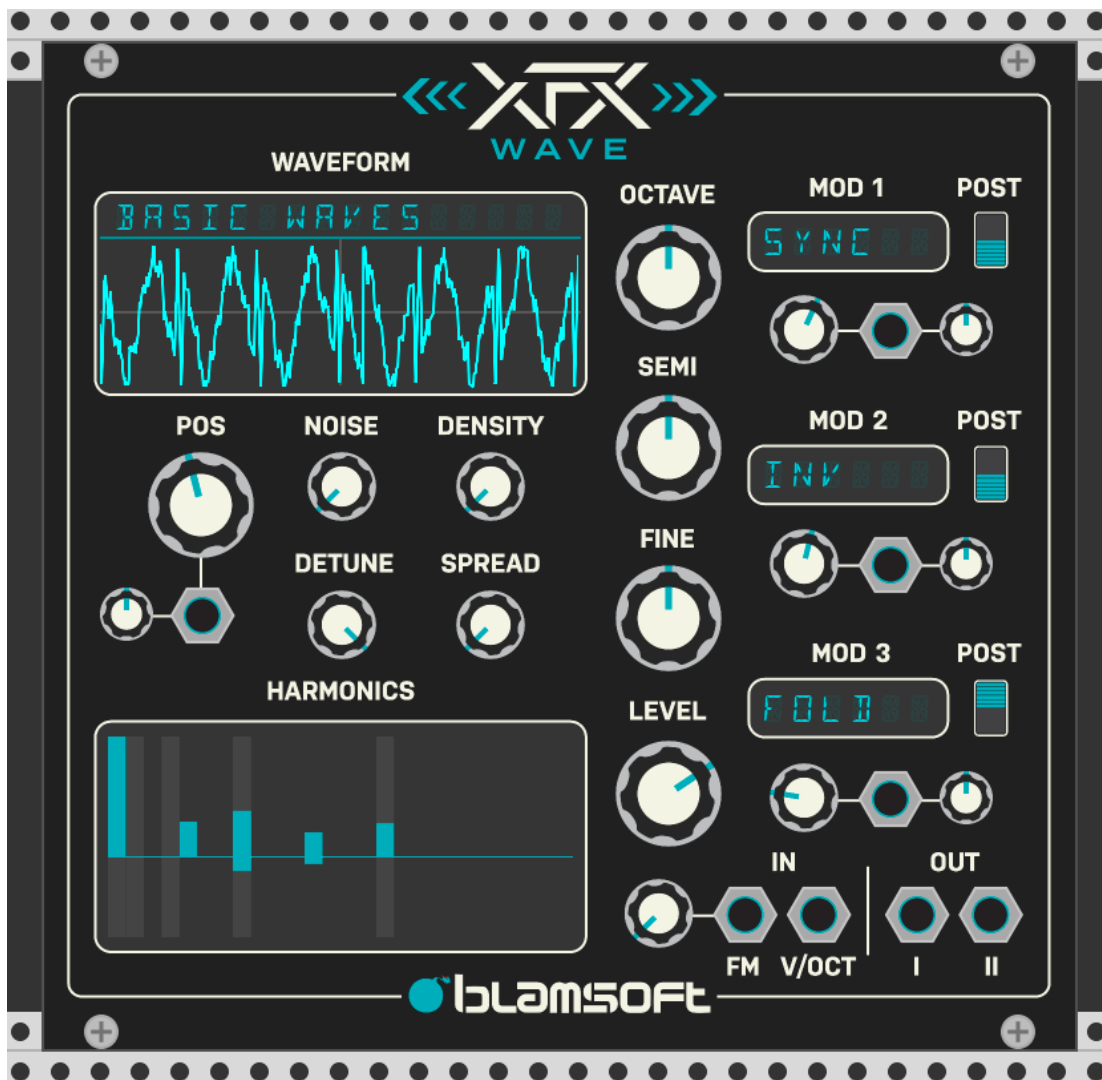 XFX
WAVE
WAVEFORM
BASIC WAVES
POS
NOISE
DENSITY
DETUNE
SPREAD
HARMONICS
OCTAVE
SEMI
FINE
LEVEL
MOD 1
POST
SYNC
MOD 2
POST
INV
MOD 3
POST
FOLD
IN
OUT
FM
V/OCT
I
II
blamsoft